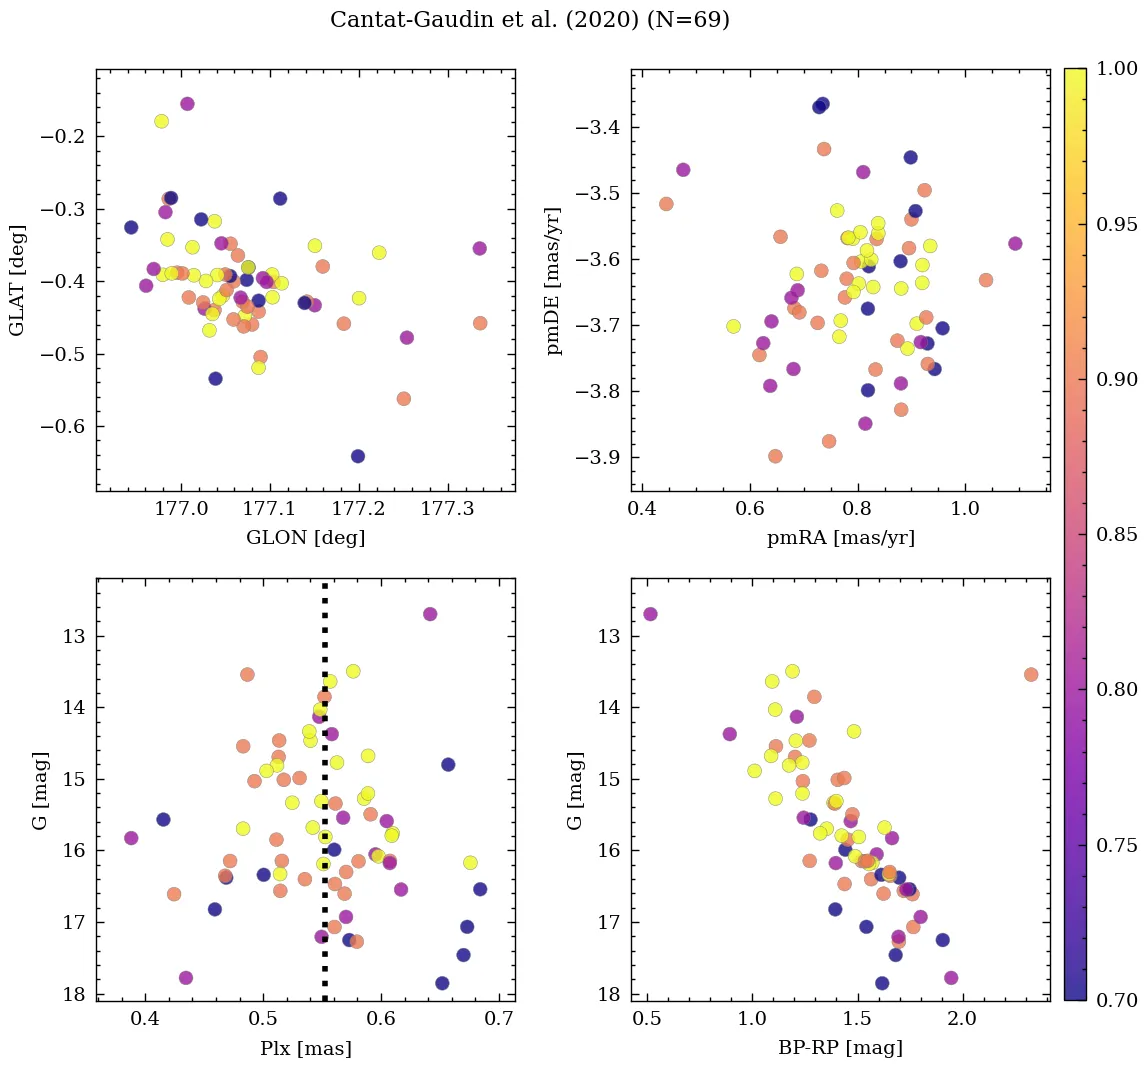 Cantat-Gaudin et al. (2020) (N=69)
−0.2
−0.3
−0.4
−0.5
−0.6
GLAT [deg]
177.0 177.1 177.2 177.3
GLON [deg]
−3.4
−3.5
−3.6
−3.7
−3.8
−3.9
pmDE [mas/yr]
0.4 0.6 0.8 1.0
pmRA [mas/yr]
13
14
15
16
17
18
G [mag]
0.4 0.5 0.6 0.7
Plx [mas]
13
14
15
16
17
18
G [mag]
0.5 1.0 1.5 2.0
BP-RP [mag]
1.00
0.95
0.90
0.85
0.80
0.75
0.70